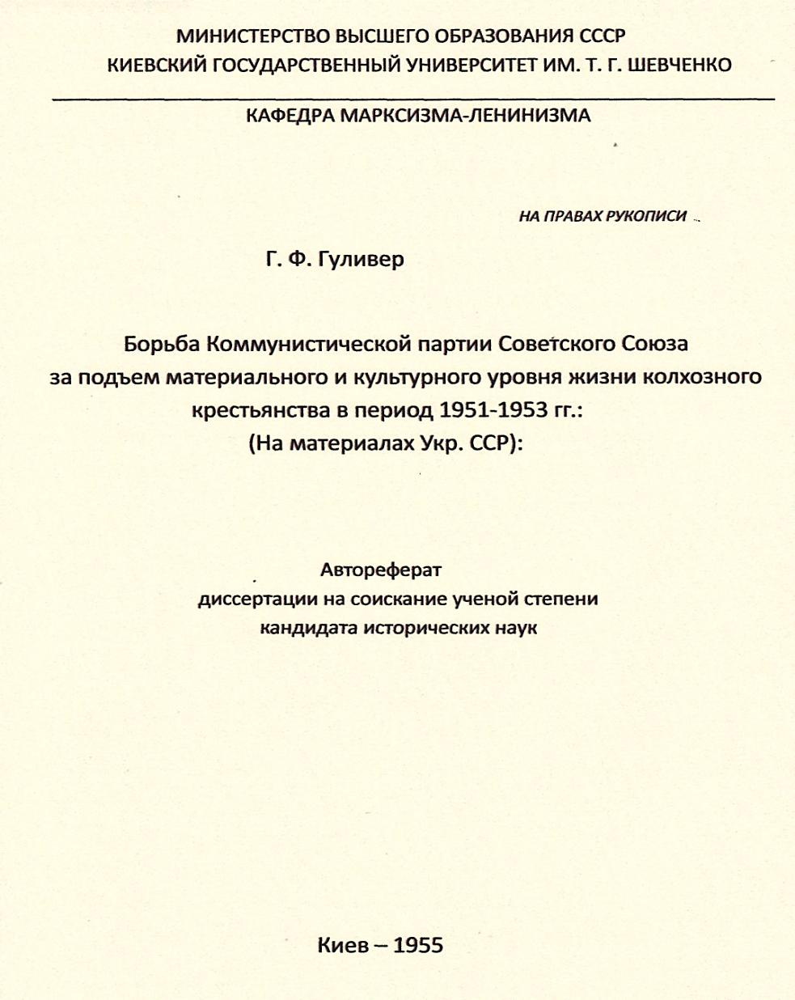 МИНИСТЕРСТВО ВЫСШЕГО ОБРАЗОВАНИЯ СССР
КИЕВСКИЙ ГОСУДАРСТВЕННЫЙ УНИВЕРСИТЕТ ИМ. Т. Г. ШЕВЧЕНКО
КАФЕДРА МАРКСИЗМА-ЛЕНИНИЗМА
НА ПРАВАХ РУКОПИСИ
Г. Ф. Гуливер
Борьба Коммунистической партии Советского Союза
за подъем материального и культурного уровня жизни колхозного
крестьянства в период 1951-1953 гг.:
(На материалах Укр. ССР):
Автореферат
диссертации на соискание ученой степени
кандидата исторических наук
Киев – 1955